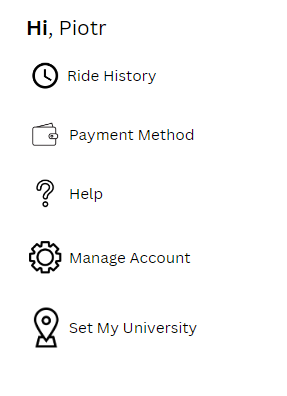 Hi, Piotr
Ride History
Payment Method
Help
Manage Account
Set My University